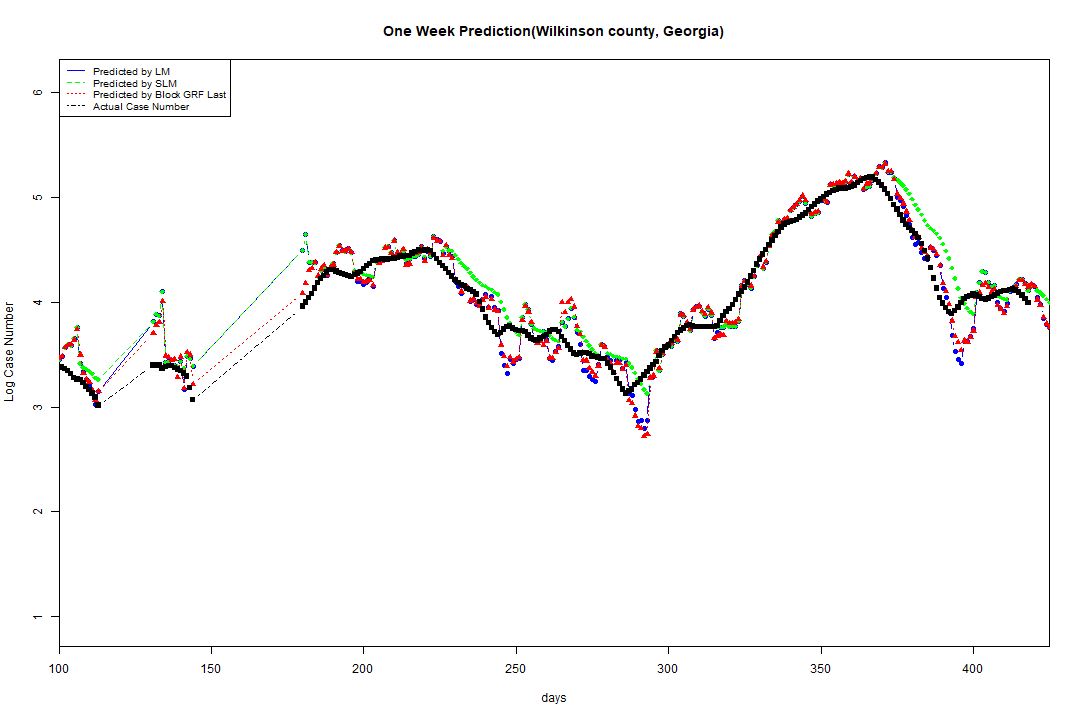 One Week Prediction(Wilkinson county, Georgia)
Predicted by LM
Predicted by SLM
Predicted by Block GRF Last
Actual Case Number
6
5
4
3
2
1
Log Case Number
100 150 200 250 300 350 400
days